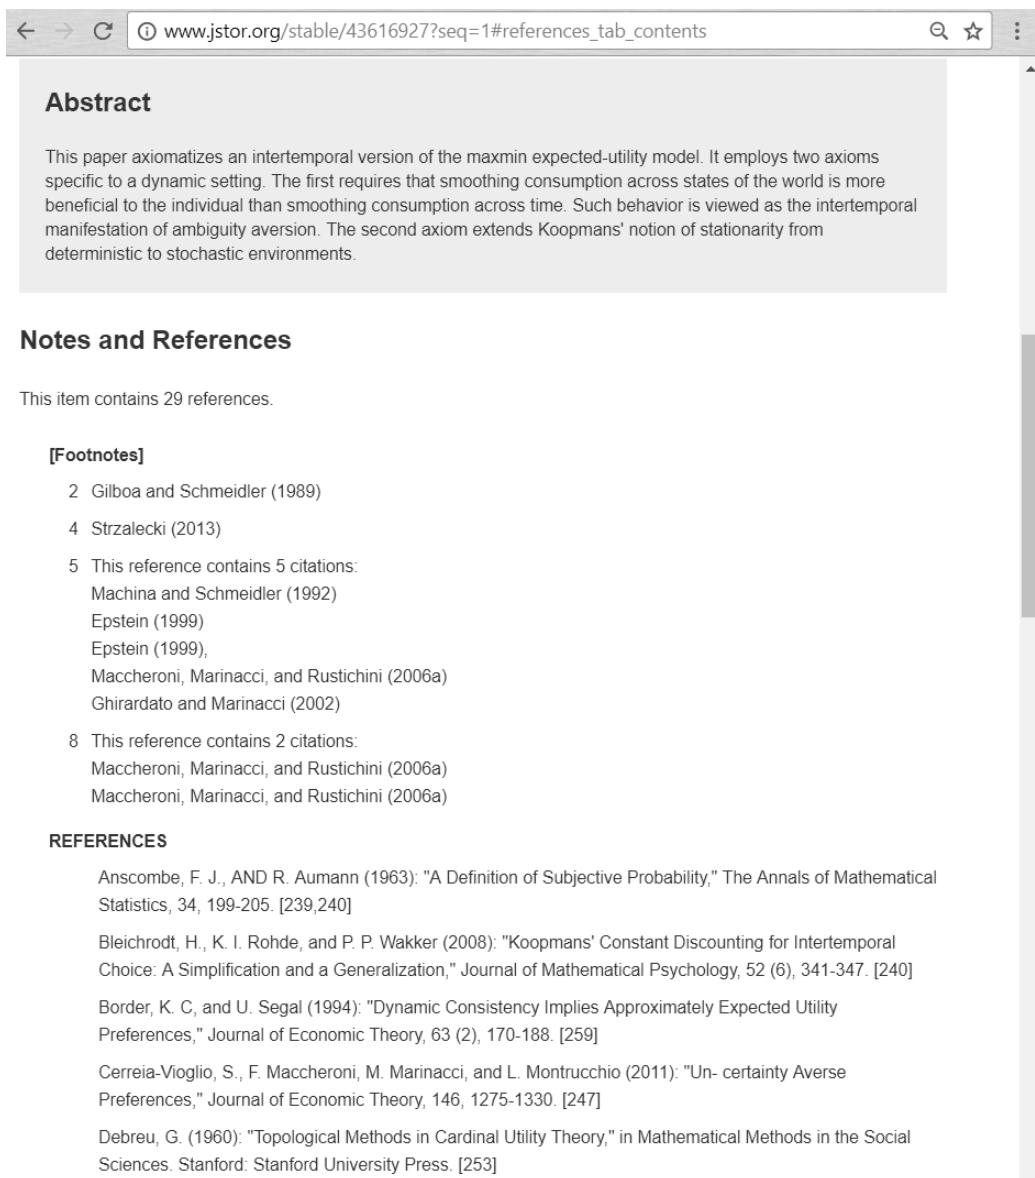 www.jstor.org/stable/43616927?seq=1#references_tab_contents
Abstract
This paper axiomatizes an intertemporal version of the maxmin expected-utility model. It employs two axioms
specific to a dynamic setting. The first requires that smoothing consumption across states of the world is more
beneficial to the individual than smoothing consumption across time. Such behavior is viewed as the intertemporal
manifestation of ambiguity aversion. The second axiom extends Koopmans' notion of stationarity from
deterministic to stochastic environments.
Notes and References
This item contains 29 references.
[Footnotes]
2 Gilboa and Schmeidler (1989)
4 Strzalecki (2013)
5 This reference contains 5 citations:
Machina and Schmeidler (1992)
Epstein (1999)
Epstein (1999),
Maccheroni, Marinacci, and Rustichini (2006a)
Ghirardato and Marinacci (2002)
8 This reference contains 2 citations:
Maccheroni, Marinacci, and Rustichini (2006a)
Maccheroni, Marinacci, and Rustichini (2006a)
REFERENCES
Anscombe, F. J., AND R. Aumann (1963): "A Definition of Subjective Probability," The Annals of Mathematical
Statistics, 34, 199-205. [239,240]
Bleichrodt, H., K. I. Rohde, and P. P. Wakker (2008): "Koopmans' Constant Discounting for Intertemporal
Choice: A Simplification and a Generalization," Journal of Mathematical Psychology, 52 (6), 341-347. [240]
Border, K. C, and U. Segal (1994): "Dynamic Consistency Implies Approximately Expected Utility
Preferences," Journal of Economic Theory, 63 (2), 170-188. [259]
Cerreia-Vioglio, S., F. Maccheroni, M. Marinacci, and L. Montrucchio (2011): "Un- certainty Averse
Preferences," Journal of Economic Theory, 146, 1275-1330. [247]
Debreu, G. (1960): "Topological Methods in Cardinal Utility Theory," in Mathematical Methods in the Social
Sciences. Stanford: Stanford University Press. [253]